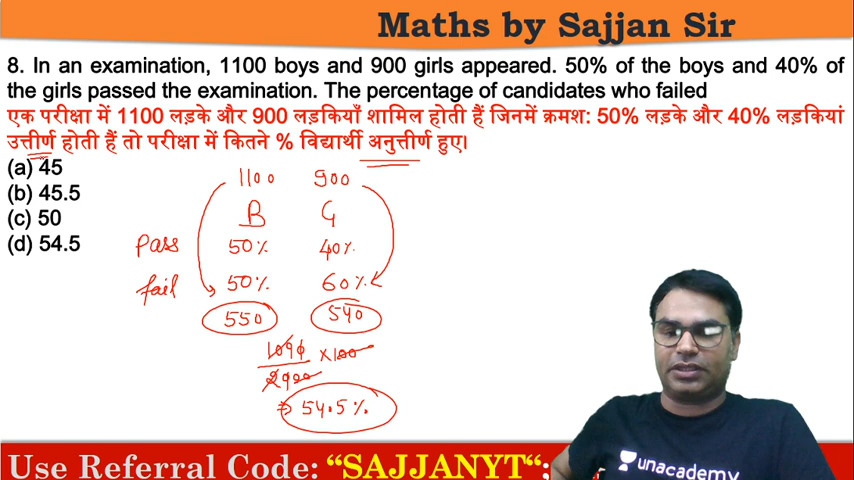 Maths by Sajjan Sir
8. In an examination, 1100 boys and 900 girls appeared. 50% of the boys and 40% of
the girls passed the examination. The percentage of candidates who failed
एक परीक्षा में 1100 लड़के और 900 लड़कियाँ शामिल होती हैं जिनमें क्रमश: 50% लड़के और 40% लड़कियां
उत्तीर्ण होती हैं तो परीक्षा में कितने % विद्यार्थी अनुत्तीर्ण हुए।
(a) 45
(b) 45.5
(c) 50
(d) 54.5
1100 900
B G
Pass 50% 40%
fail 50% 60%
550 540
1090 ×100
2000
⇒ 54.5%
unacademy
Use Referral Code: “SAJJANYT“;